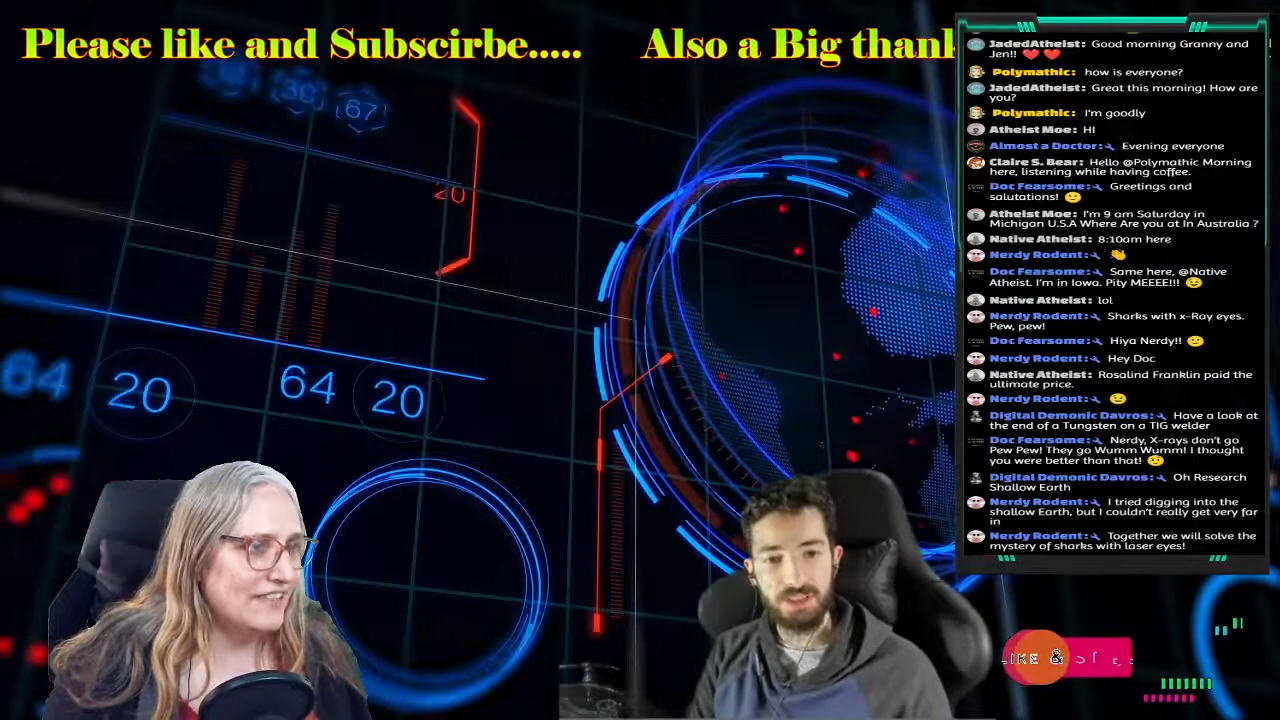 Please like and Subscirbe..... Also a Big thank
JadedAtheist: Good morning Granny and
Jen!! ❤️ ❤️
Polymathic: how is everyone?
JadedAtheist: Great this morning! How are
you?
Polymathic: I'm goodly
Atheist Moe: HI
Almost a Doctor: Evening everyone
Claire S. Bear: Hello @Polymathic Morning
here, listening while having coffee.
Doc Fearsome: Greetings and
salutations! 🙂
Atheist Moe: I'm 9 am Saturday in
Michigan U.S.A Where Are you at In Australia ?
Native Atheist: 8:10am here
Nerdy Rodent: 👋
Doc Fearsome: Same here, @Native
Atheist. I'm in Iowa. Pity MEEEE!!! 😉
Native Atheist: lol
Nerdy Rodent: Sharks with x-Ray eyes.
Pew, pew!
Doc Fearsome: Hiya Nerdy!! 🙂
Nerdy Rodent: Hey Doc
Native Atheist: Rosalind Franklin paid the
ultimate price.
Nerdy Rodent: 😉
Digital Demonic Davros: Have a look at
the end of a Tungsten on a TIG welder
Doc Fearsome: Nerdy, X-rays don't go
Pew Pew! They go Wumm Wumm! I thought
you were better than that! 🤨
Digital Demonic Davros: Oh Research
Shallow Earth
Nerdy Rodent: I tried digging into the
shallow Earth, but I couldn't really get very far
in
Nerdy Rodent: Together we will solve the
mystery of sharks with laser eyes!
30
67
20
64
20
64
20